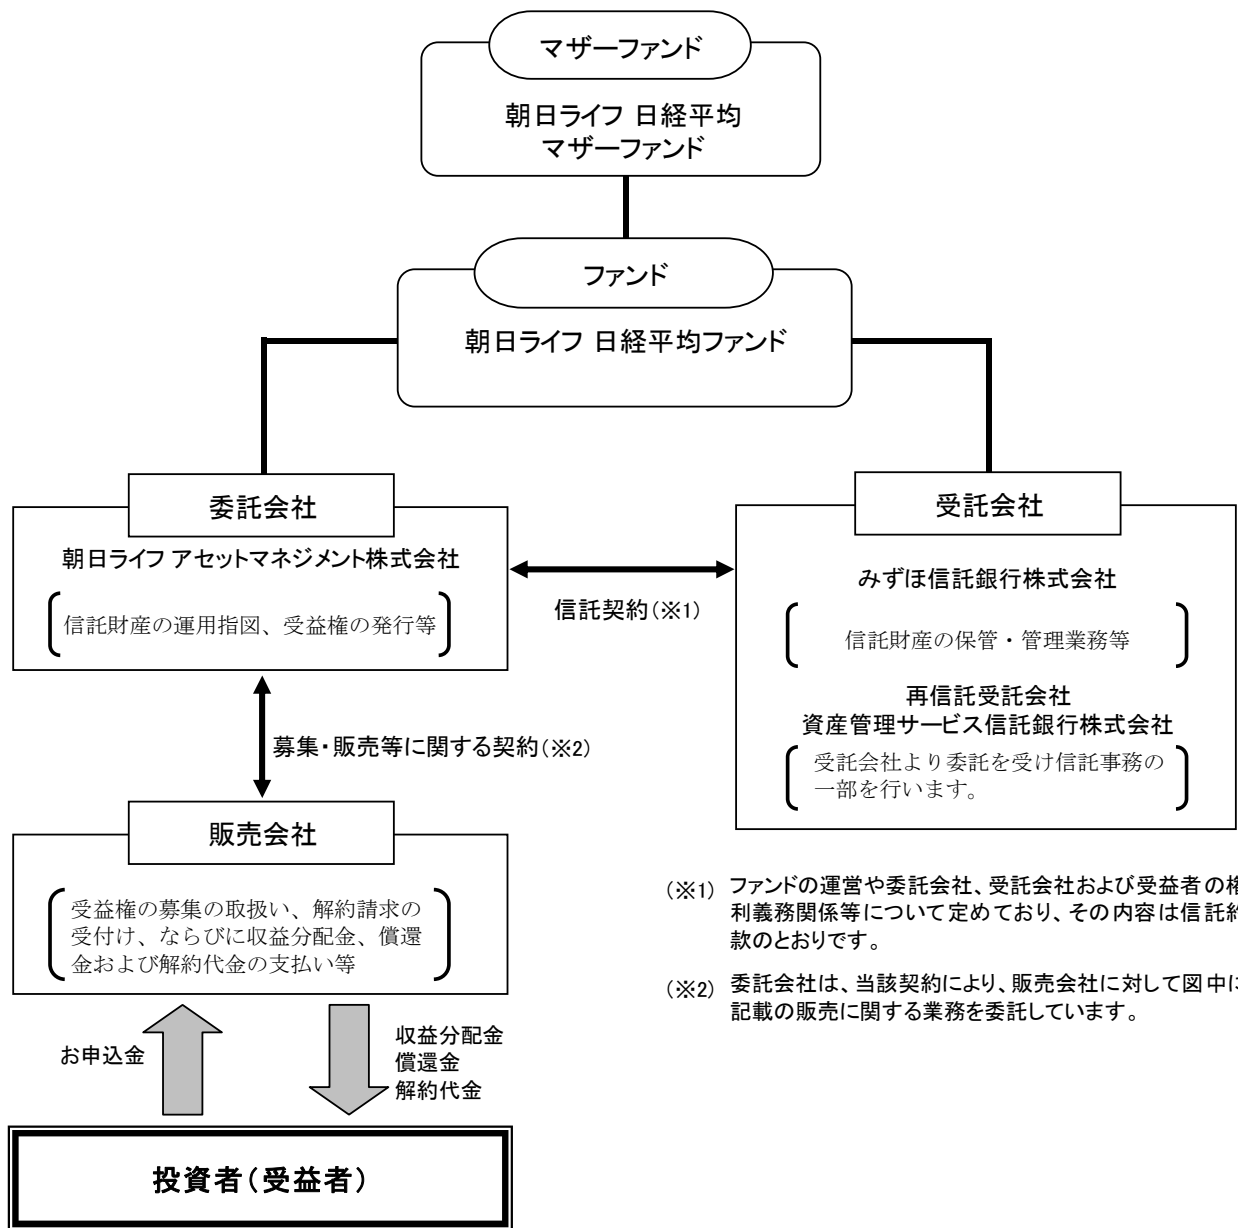 マザーファンド
朝日ライフ 日経平均
マザーファンド
ファンド
朝日ライフ 日経平均ファンド
委託会社
朝日ライフ アセットマネジメント株式会社
信託財産の運用指図、受益権の発行等
信託契約(※1)
受託会社
みずほ信託銀行株式会社
信託財産の保管・管理業務等
再信託受託会社
資産管理サービス信託銀行株式会社
受託会社より委託を受け信託事務の
一部を行います。
募集・販売等に関する契約(※2)
販売会社
受益権の募集の取扱い、解約請求の
受付け、ならびに収益分配金、償還
金および解約代金の支払い等
お申込金
収益分配金
償還金
解約代金
投資者(受益者)
(※1) ファンドの運営や委託会社、受託会社および受益者の権
利義務関係等について定めており、その内容は信託約
款のとおりです。
(※2) 委託会社は、当該契約により、販売会社に対して図中に
記載の販売に関する業務を委託しています。